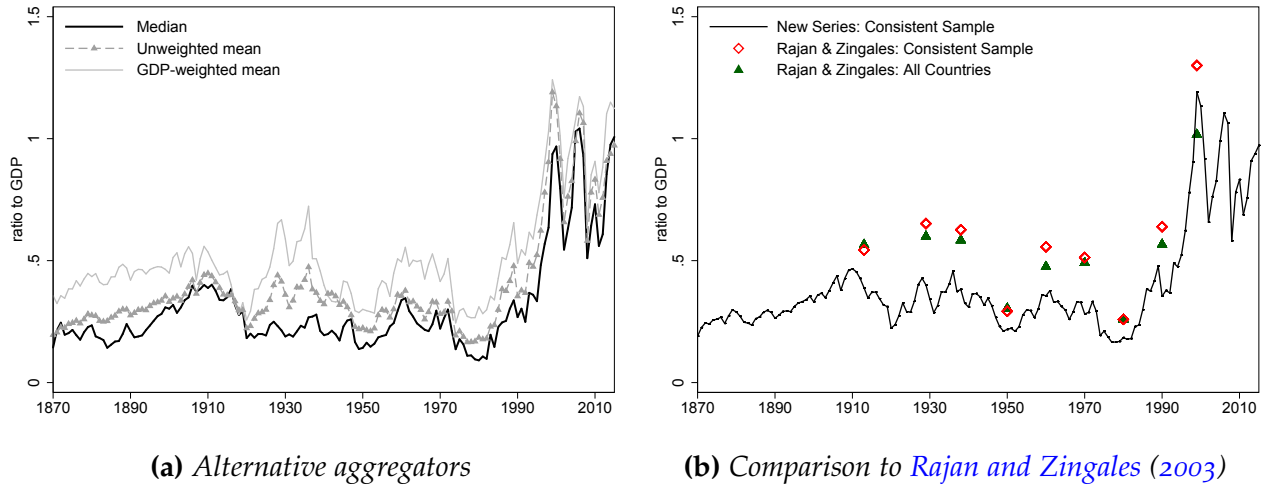 Median
Unweighted mean
GDP-weighted mean
ratio to GDP
1.5
1
.5
0
1870 1890 1910 1930 1950 1970 1990 2010
(a) Alternative aggregators
New Series: Consistent Sample
Rajan & Zingales: Consistent Sample
Rajan & Zingales: All Countries
ratio to GDP
1.5
1
.5
0
1870 1890 1910 1930 1950 1970 1990 2010
(b) Comparison to Rajan and Zingales (2003)